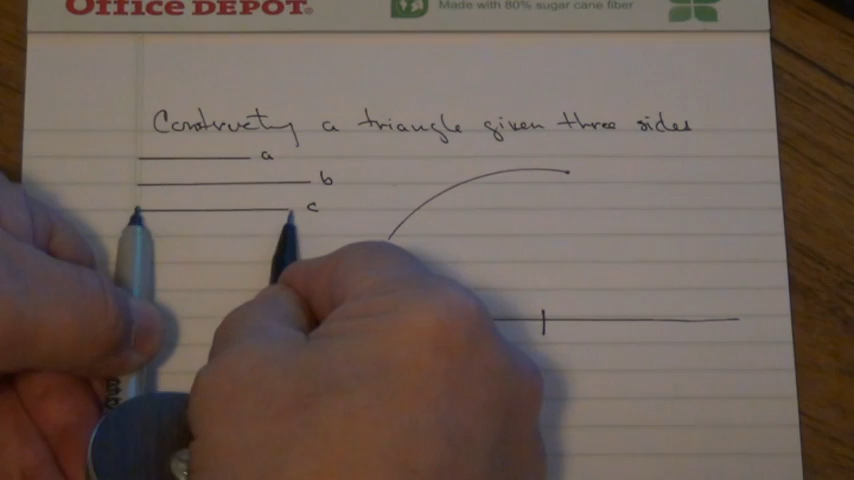 Office DEPOT®
Made with 80% sugar cane fiber
Constructing a triangle given three sides
a
b
c